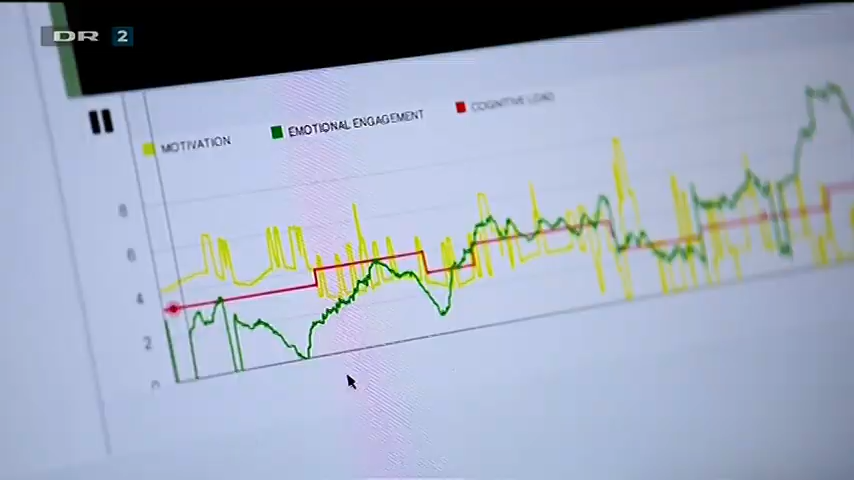 DR 2
MOTIVATION
EMOTIONAL ENGAGEMENT
COGNITIVE LOAD
8
6
4
2
0